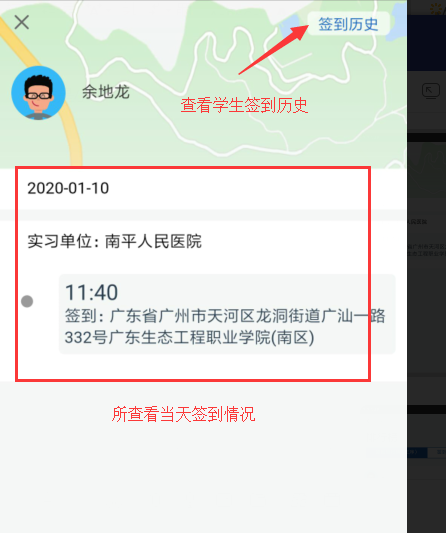 签到历史
余地龙
查看学生签到历史
2020-01-10
实习单位：南平人民医院
11:40
签到：广东省广州市天河区龙洞街道广汕一路
332号广东生态工程职业学院(南区)
所查看当天签到情况